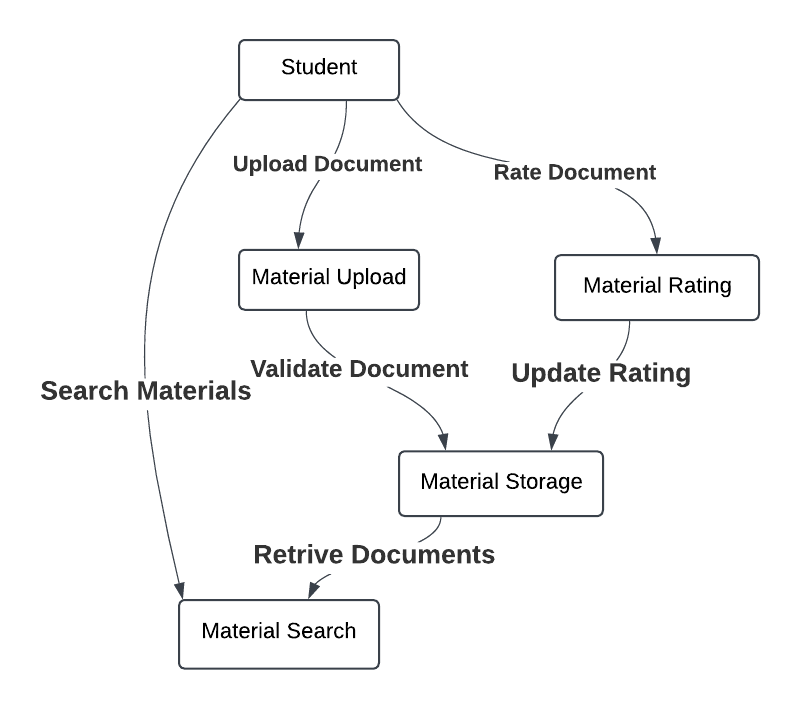 Student
Upload Document
Rate Document
Material Upload
Material Rating
Validate Document
Update Rating
Search Materials
Material Storage
Retrive Documents
Material Search